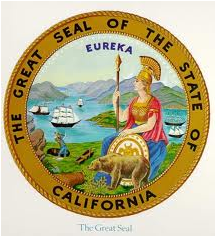 THE GREAT SEAL OF THE STATE OF
CALIFORNIA
EUREKA
The Great Seal